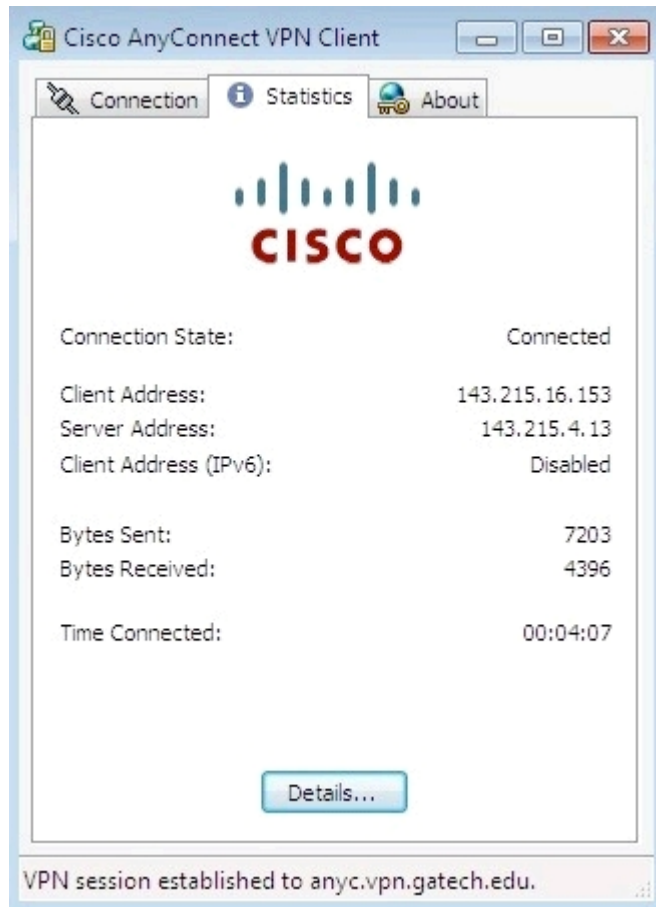 Cisco AnyConnect VPN Client
Connection Statistics About
CISCO
Connection State: Connected
Client Address: 143.215.16.153
Server Address: 143.215.4.13
Client Address (IPv6): Disabled
Bytes Sent: 7203
Bytes Received: 4396
Time Connected: 00:04:07
Details...
VPN session established to anyc.vpn.gatech.edu.